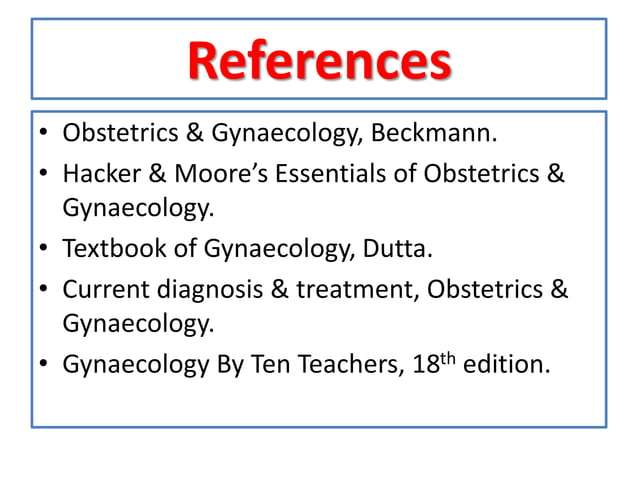 References
• Obstetrics & Gynaecology, Beckmann.
• Hacker & Moore’s Essentials of Obstetrics &
Gynaecology.
• Textbook of Gynaecology, Dutta.
• Current diagnosis & treatment, Obstetrics &
Gynaecology.
• Gynaecology By Ten Teachers, 18th edition.